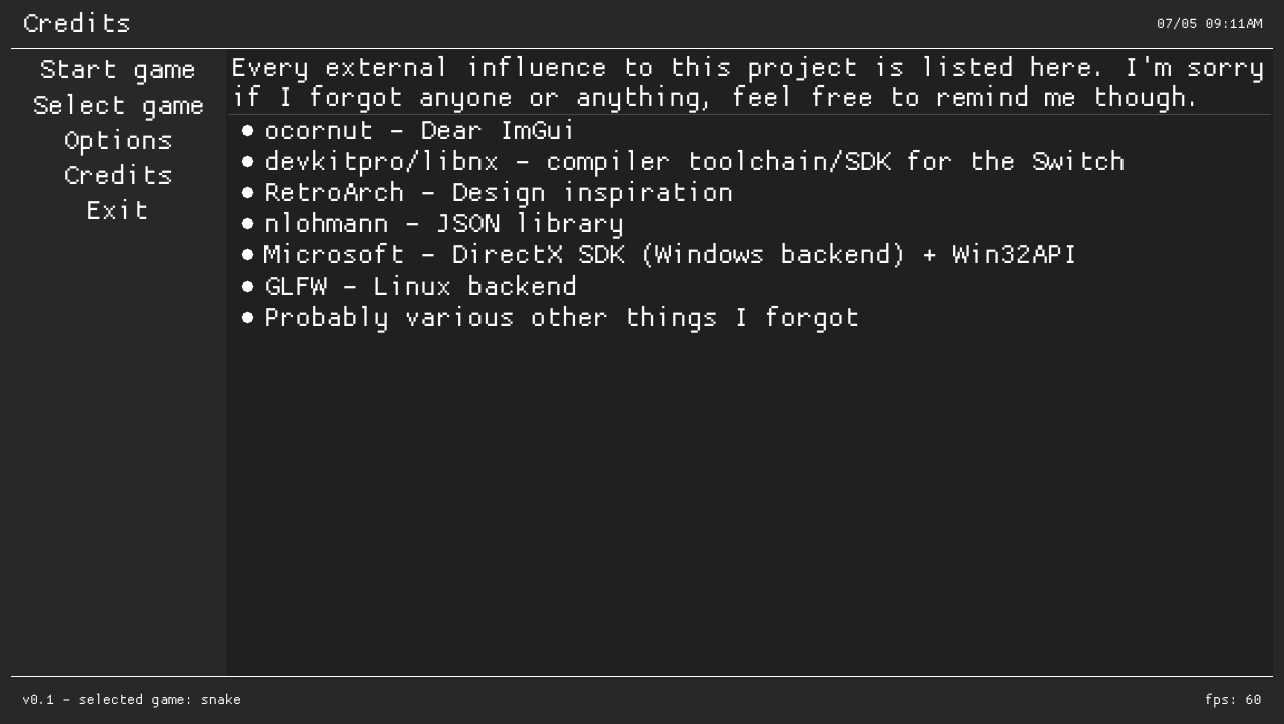 Credits
07/05 09:11AM
Start game
Select game
Options
Credits
Exit
Every external influence to this project is listed here. I'm sorry
if I forgot anyone or anything, feel free to remind me though.
● ocornut - Dear ImGui
● devkitpro/libnx - compiler toolchain/SDK for the Switch
● RetroArch - Design inspiration
● nlohmann - JSON library
● Microsoft - DirectX SDK (Windows backend) + Win32API
● GLFW - Linux backend
● Probably various other things I forgot
v0.1 - selected game: snake
fps: 60